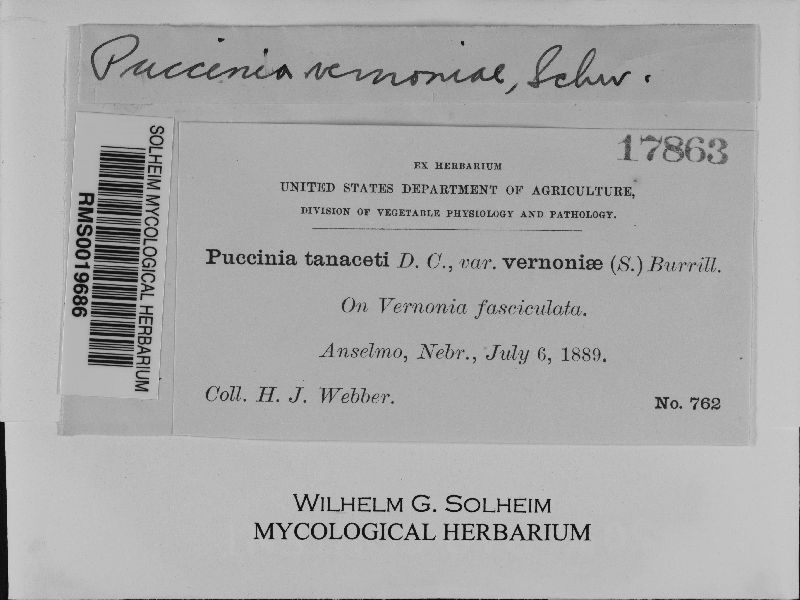 Puccinia vernoniae, Schw.
17863
EX HERBARIUM
UNITED STATES DEPARTMENT OF AGRICULTURE,
DIVISION OF VEGETABLE PHYSIOLOGY AND PATHOLOGY.
Puccinia tanaceti D. C., var. vernoniæ (S.) Burrill.
On Vernonia fasciculata.
Anselmo, Nebr., July 6, 1889.
Coll. H. J. Webber.
No. 762
SOLHEIM MYCOLOGICAL HERBARIUM
RMS0019686
WILHELM G. SOLHEIM
MYCOLOGICAL HERBARIUM